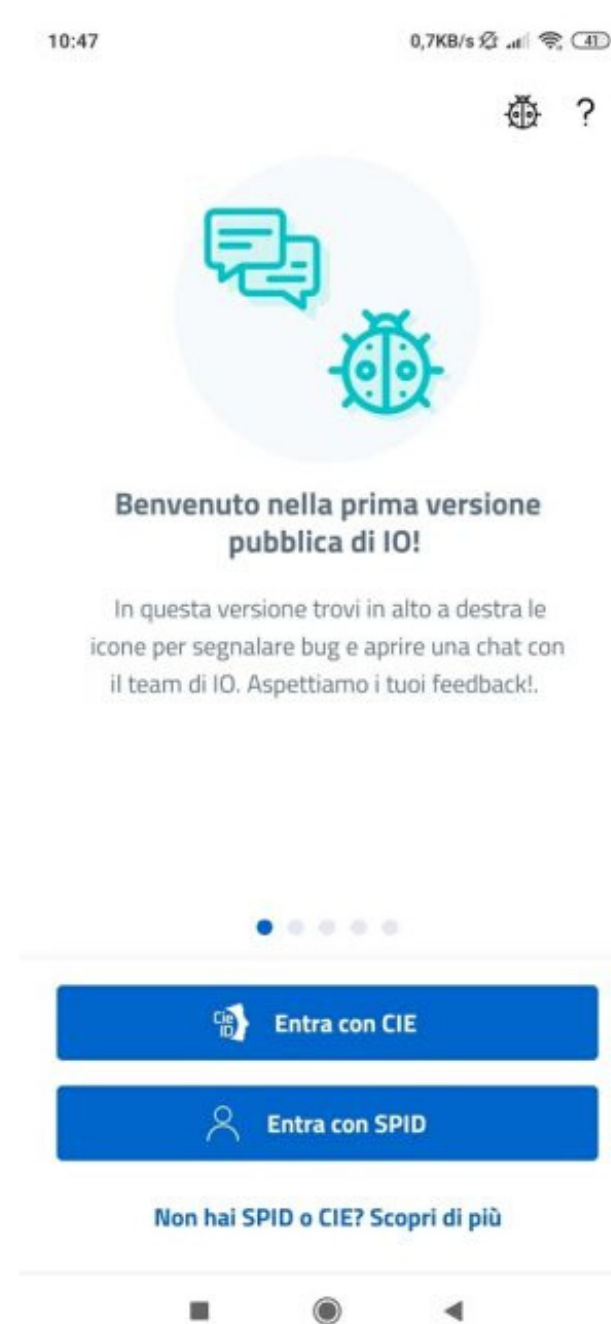 10:47
0,7KB/s
41
?
Benvenuto nella prima versione
pubblica di IO!
In questa versione trovi in alto a destra le
icone per segnalare bug e aprire una chat con
il team di IO. Aspettiamo i tuoi feedback!.
Cie
ID
Entra con CIE
Entra con SPID
Non hai SPID o CIE? Scopri di più